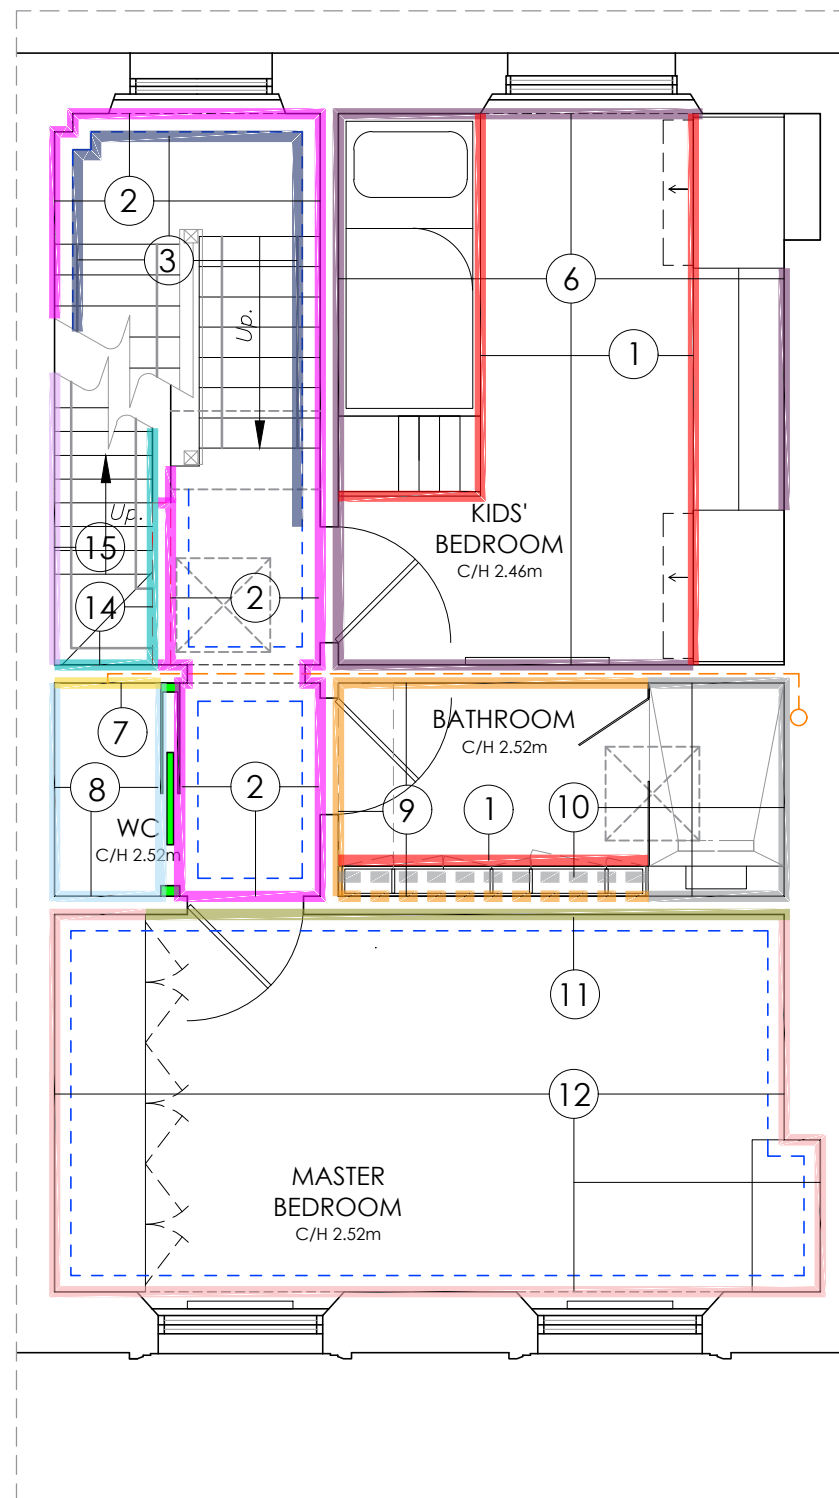 2
3
6
Up.
1
KIDS'
BEDROOM
C/H 2.46m
Up.
15
14
2
7
BATHROOM
C/H 2.52m
8
2
9
1
10
WC
C/H 2.52m
11
12
MASTER
BEDROOM
C/H 2.52m